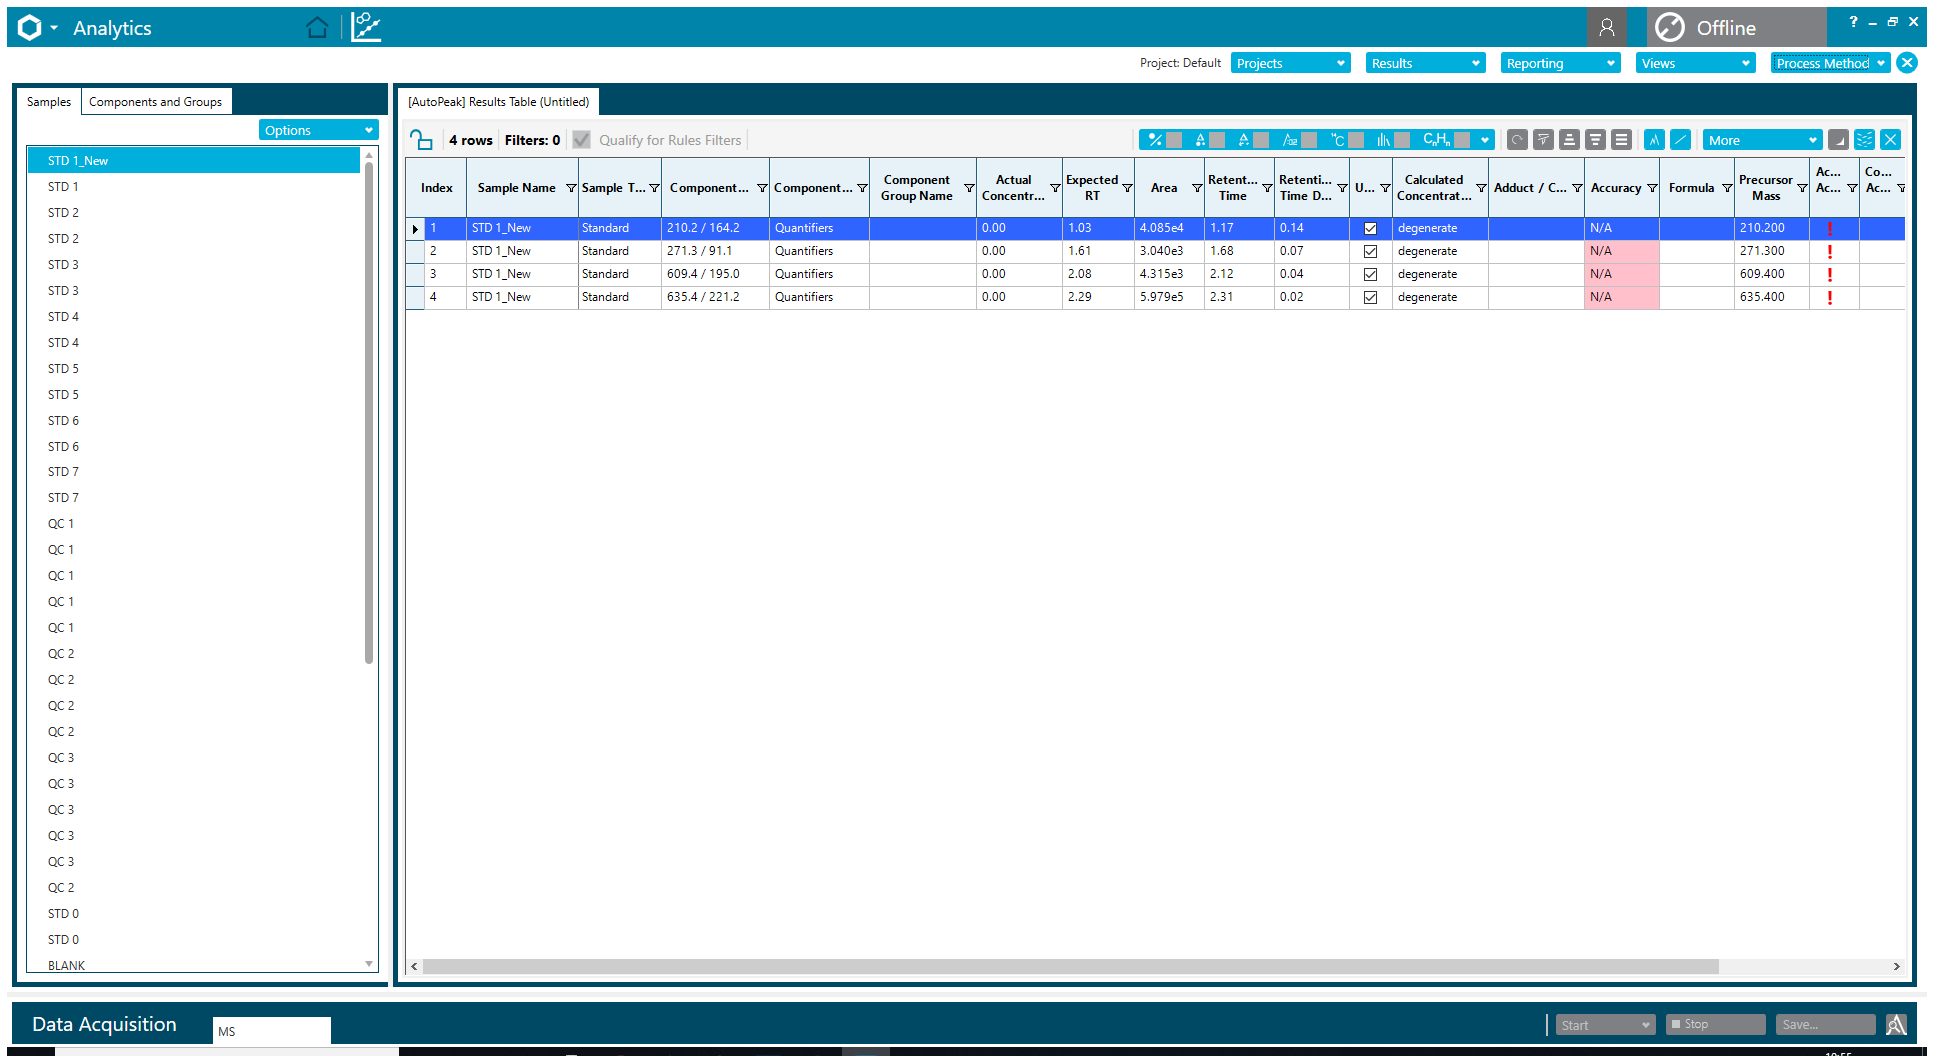 Analytics
Offline
?
Project: Default
Projects
Results
Reporting
Views
Process Method
Samples
Components and Groups
Options
STD 1_New
STD 1
STD 2
STD 2
STD 3
STD 3
STD 4
STD 4
STD 5
STD 5
STD 6
STD 6
STD 7
STD 7
QC 1
QC 1
QC 1
QC 1
QC 1
QC 2
QC 2
QC 2
QC 2
QC 3
QC 3
QC 3
QC 3
QC 3
QC 2
STD 0
STD 0
BLANK
[AutoPeak] Results Table (Untitled)
4 rows Filters: 0 Qualify for Rules Filters
More
Index Sample Name Sample T... Component... Component... Component Group Name Actual Concentr... Expected RT Area Retent... Time Retenti... Time D... U... Calculated Concentrat... Adduct / C... Accuracy Formula Precursor Mass Ac... Ac... Co... Ac...
1 STD 1_New Standard 210.2 / 164.2 Quantifiers 0.00 1.03 4.085e4 1.17 0.14 degenerate N/A 210.200 !
2 STD 1_New Standard 271.3 / 91.1 Quantifiers 0.00 1.61 3.040e3 1.68 0.07 degenerate N/A 271.300 !
3 STD 1_New Standard 609.4 / 195.0 Quantifiers 0.00 2.08 4.315e3 2.12 0.04 degenerate N/A 609.400 !
4 STD 1_New Standard 635.4 / 221.2 Quantifiers 0.00 2.29 5.979e5 2.31 0.02 degenerate N/A 635.400 !
Data Acquisition
MS
Start
Stop
Save...